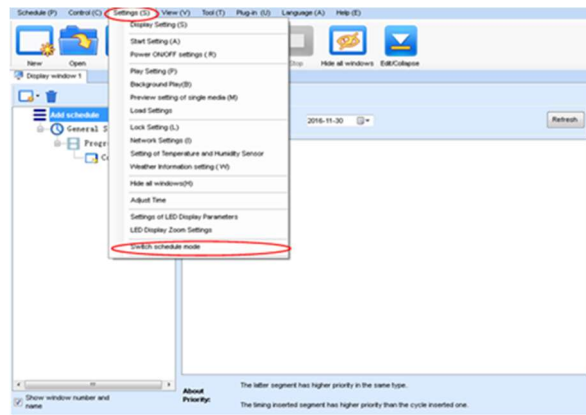 Schedule (P) Control (C) Settings (S) View (V) Tool (T) Plug-in (U) Language (A) Help (E)
Display Setting (S)
Start Setting (A)
Power ON/OFF settings ( R)
Play Setting (P)
Background Play(B)
Preview setting of single media (M)
Load Settings
Lock Setting (L)
Network Settings (I)
Setting of Temperature and Humidity Sensor
Weather Information setting ( W)
Hide all windows(H)
Adjust Time
Settings of LED Display Parameters
LED Display Zoom Settings
Switch schedule mode
New Open Stop Hide all windows Edit/Collapse
Display window 1
Add schedule
General S
Progr
Co
2016-11-30
Refresh
Show window number and
name
About
Priority:
The latter segment has higher priority in the same type.
The timing inserted segment has higher priority than the cycle inserted one.